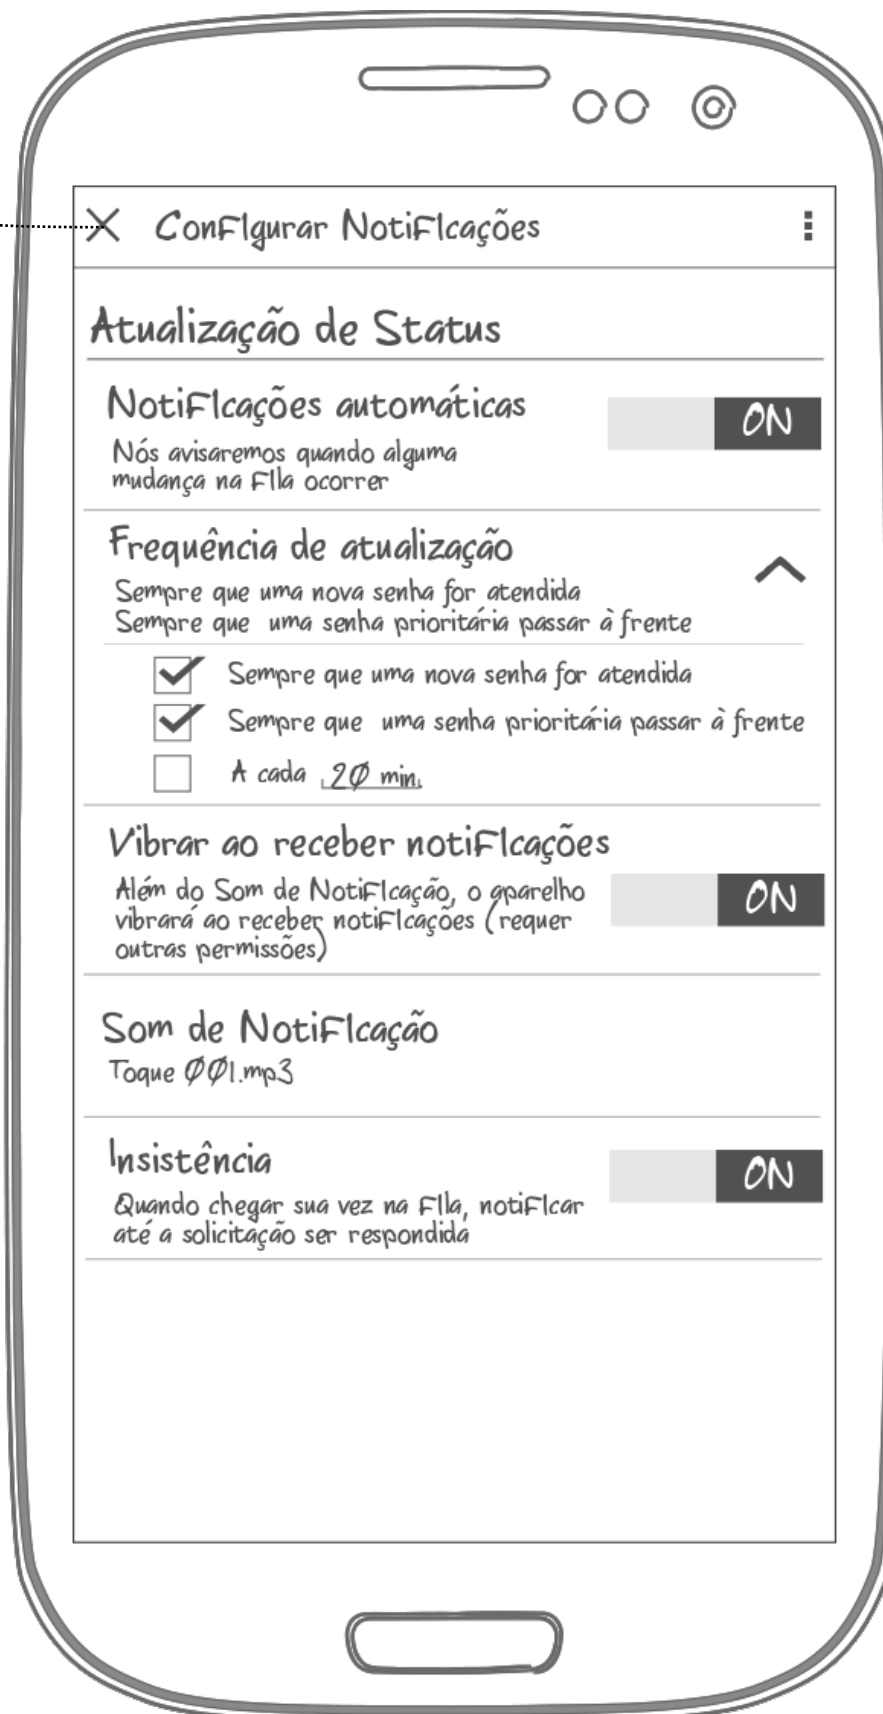 Configurar Notificações
Atualização de Status
Notificações automáticas
ON
Nós avisaremos quando alguma
mudança na fila ocorrer
Frequência de atualização
Sempre que uma nova senha for atendida
Sempre que uma senha prioritária passar à frente
Sempre que uma nova senha for atendida
Sempre que uma senha prioritária passar à frente
A cada 20 min.
Vibrar ao receber notificações
Além do Som de Notificação, o aparelho
vibrará ao receber notificações (requer
outras permissões)
ON
Som de Notificação
Toque 001.mp3
Insistência
ON
Quando chegar sua vez na fila, notificar
até a solicitação ser respondida